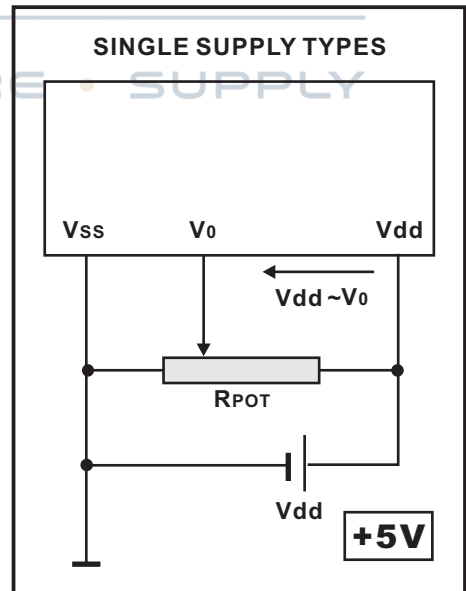 SINGLE SUPPLY TYPES
E • SUPPLY
Vss V0 Vdd
Vdd ~V0
RPOT
Vdd
+5V